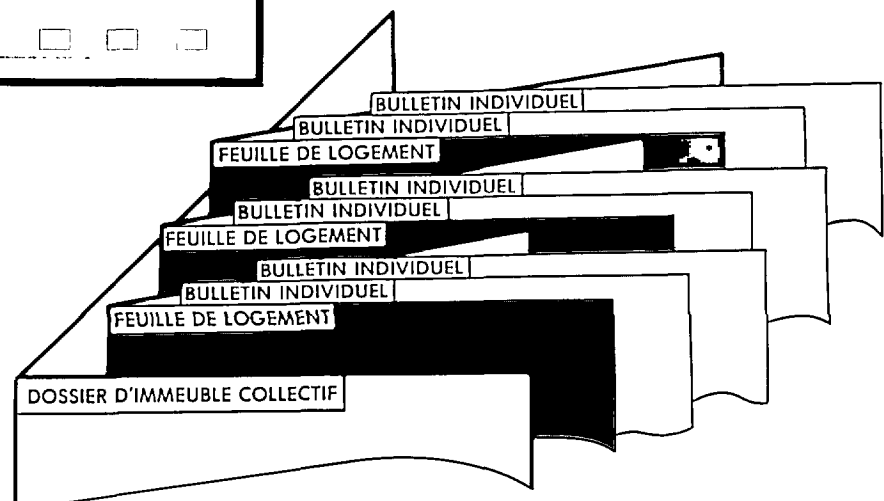 BULLETIN INDIVIDUEL
BULLETIN INDIVIDUEL
FEUILLE DE LOGEMENT
BULLETIN INDIVIDUEL
BULLETIN INDIVIDUEL
FEUILLE DE LOGEMENT
BULLETIN INDIVIDUEL
BULLETIN INDIVIDUEL
FEUILLE DE LOGEMENT
DOSSIER D'IMMEUBLE COLLECTIF